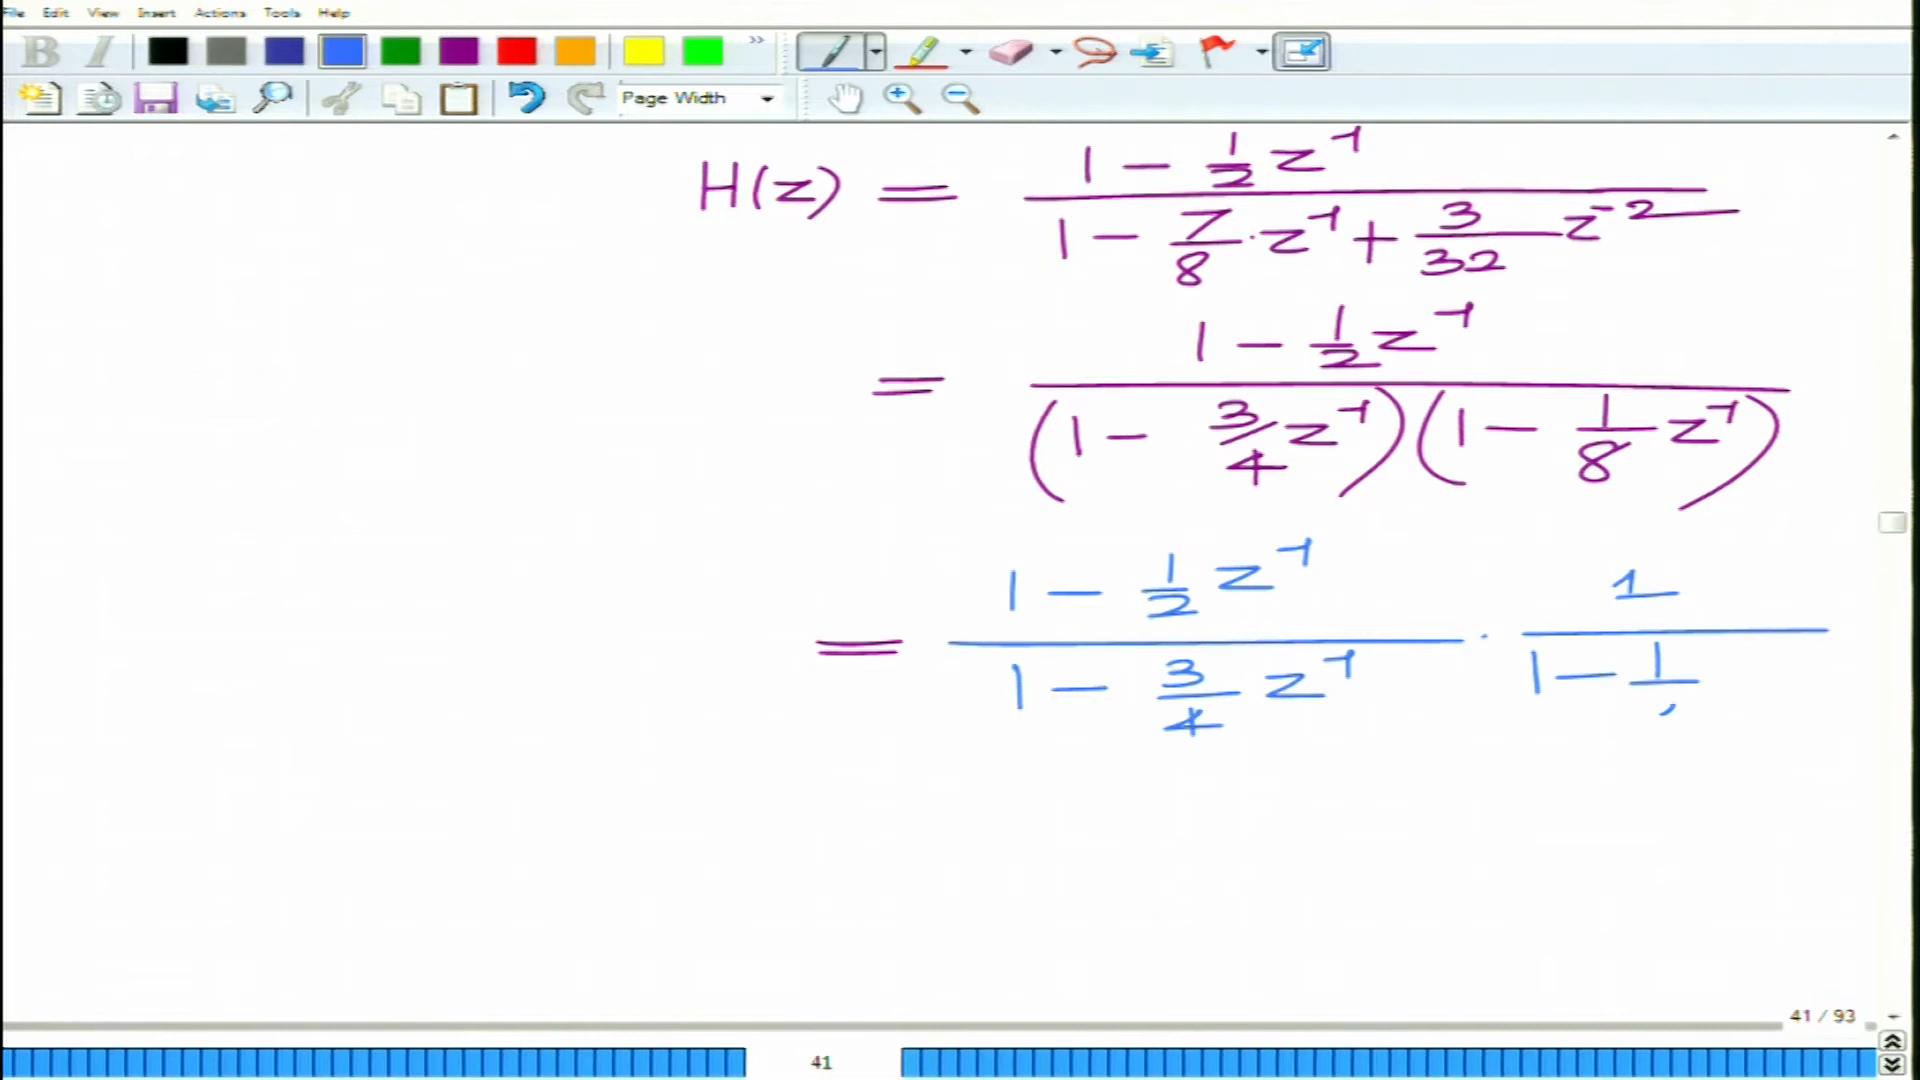 File Edit View Insert Actions Tools Help
B I »
Page Width
H(z) = (1 - 1/2 z^-1) / (1 - 7/8 · z^-1 + 3/32 z^-2)
= (1 - 1/2 z^-1) / ((1 - 3/4 z^-1)(1 - 1/8 z^-1))
= (1 - 1/2 z^-1) / (1 - 3/4 z^-1) · 1 / (1 - 1/
41 / 93
41